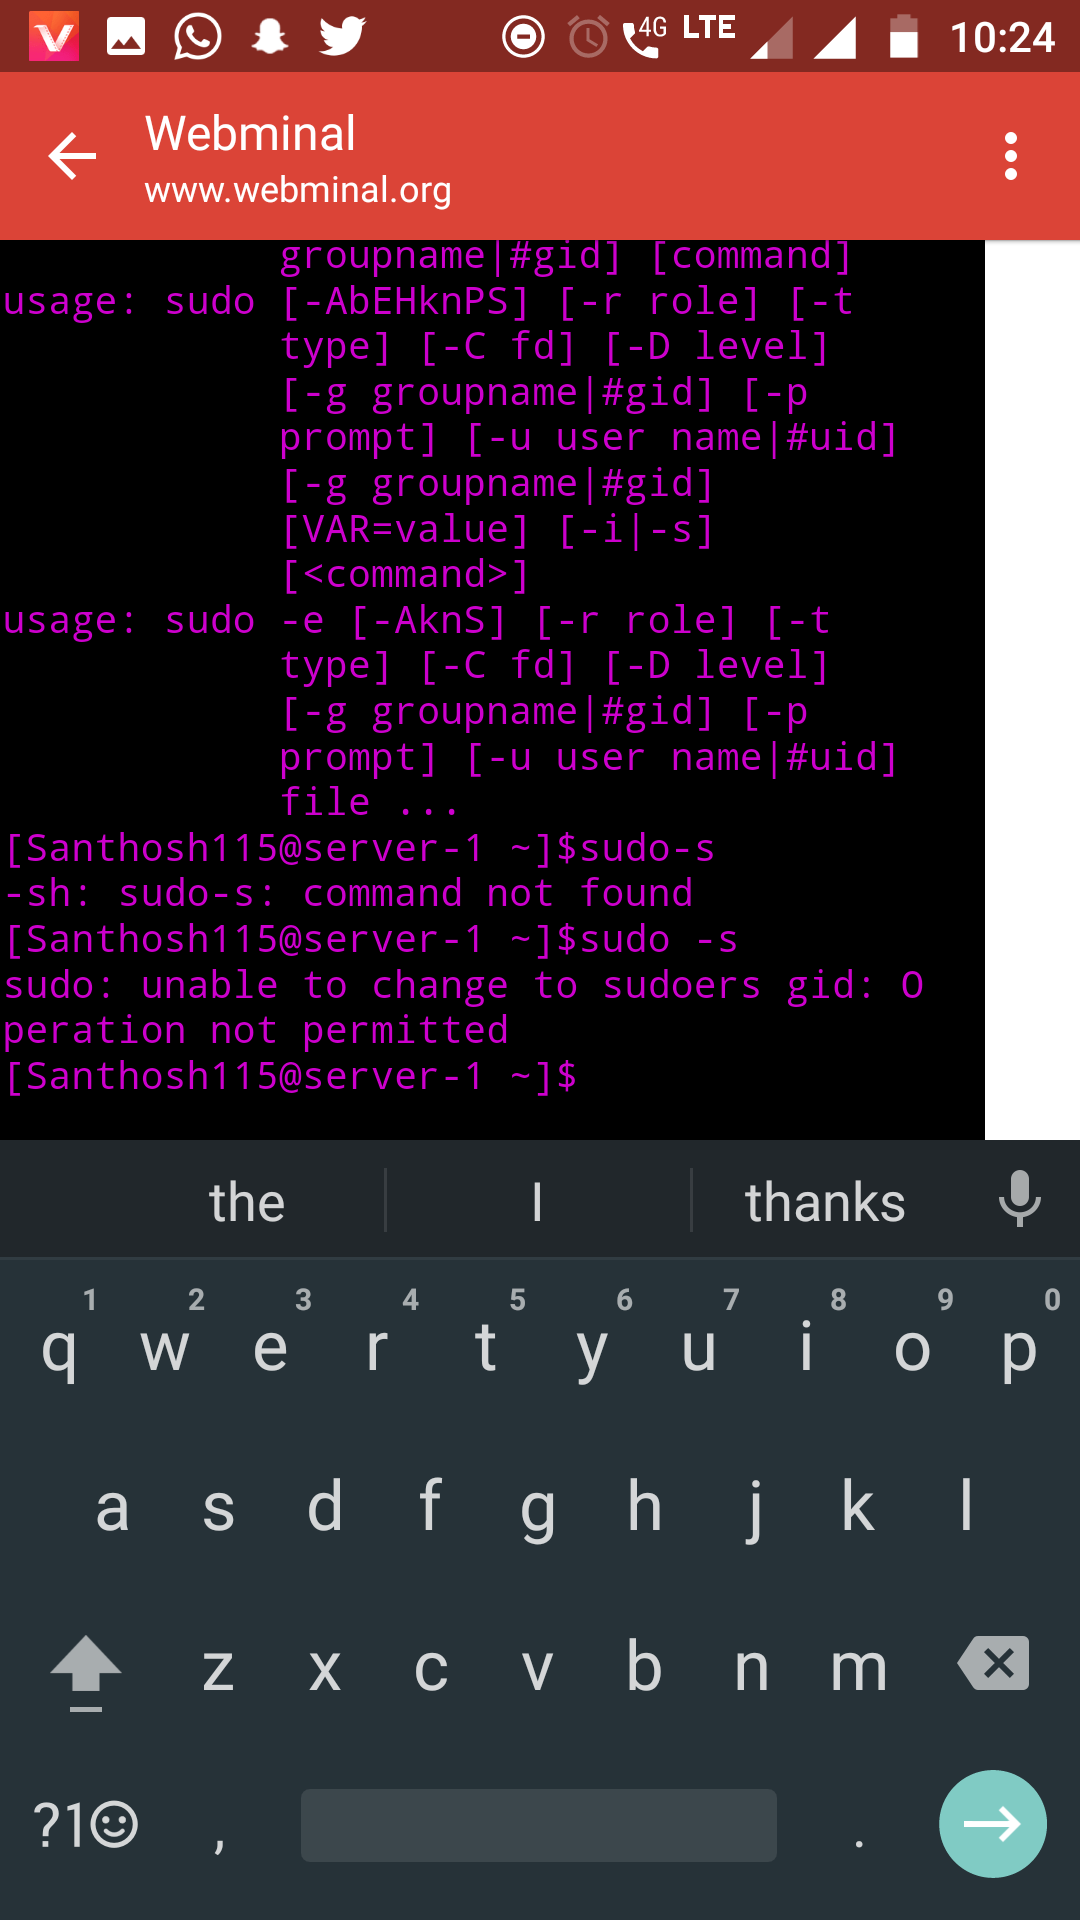 4G LTE 10:24
Webminal
www.webminal.org
groupname|#gid] [command]
usage: sudo [-AbEHknPS] [-r role] [-t
type] [-C fd] [-D level]
[-g groupname|#gid] [-p
prompt] [-u user name|#uid]
[-g groupname|#gid]
[VAR=value] [-i|-s]
[<command>]
usage: sudo -e [-AknS] [-r role] [-t
type] [-C fd] [-D level]
[-g groupname|#gid] [-p
prompt] [-u user name|#uid]
file ...
[Santhosh115@server-1 ~]$sudo-s
-sh: sudo-s: command not found
[Santhosh115@server-1 ~]$sudo -s
sudo: unable to change to sudoers gid: O
peration not permitted
[Santhosh115@server-1 ~]$
the I thanks
1 2 3 4 5 6 7 8 9 0
q w e r t y u i o p
a s d f g h j k l
z x c v b n m
?1☺ , .